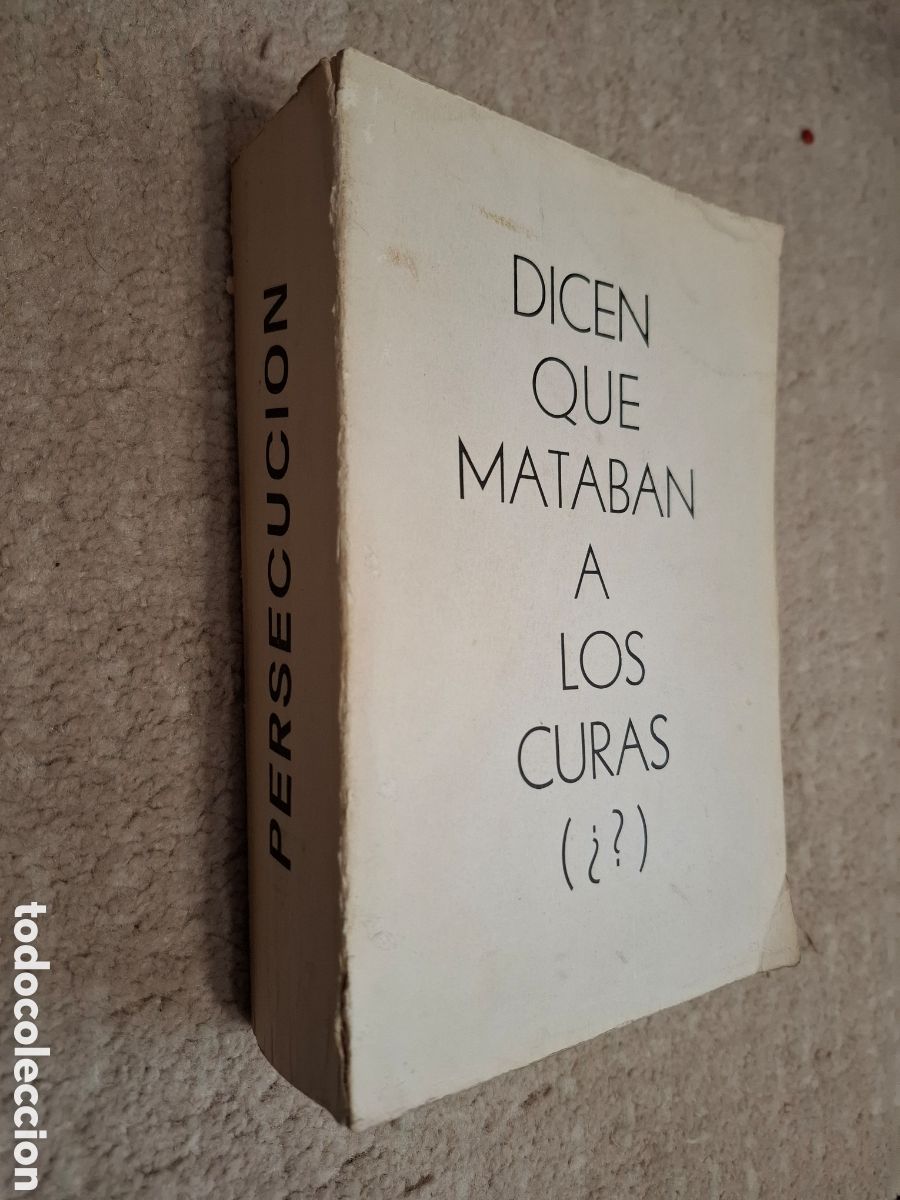 PERSECUCION
DICEN
QUE
MATABAN
A
LOS
CURAS
(¿?)
todocoleccion